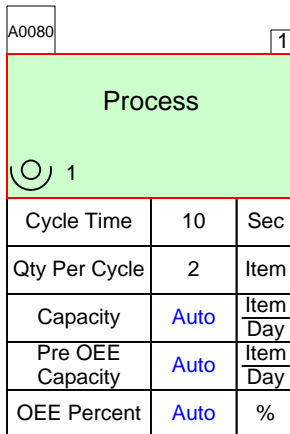 A0080
1
Process
1
Cycle Time 10 Sec
Qty Per Cycle 2 Item
Capacity Auto Item
Day
Pre OEE
Capacity Auto Item
Day
OEE Percent Auto %